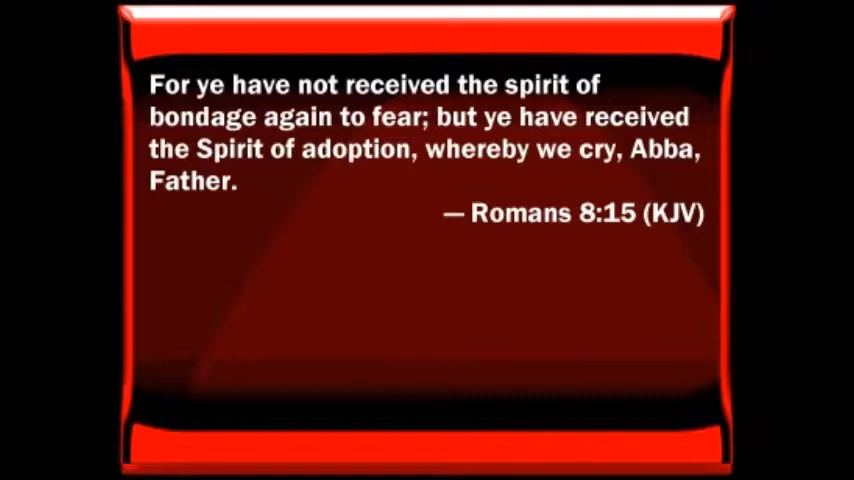 For ye have not received the spirit of
bondage again to fear; but ye have received
the Spirit of adoption, whereby we cry, Abba,
Father.
— Romans 8:15 (KJV)